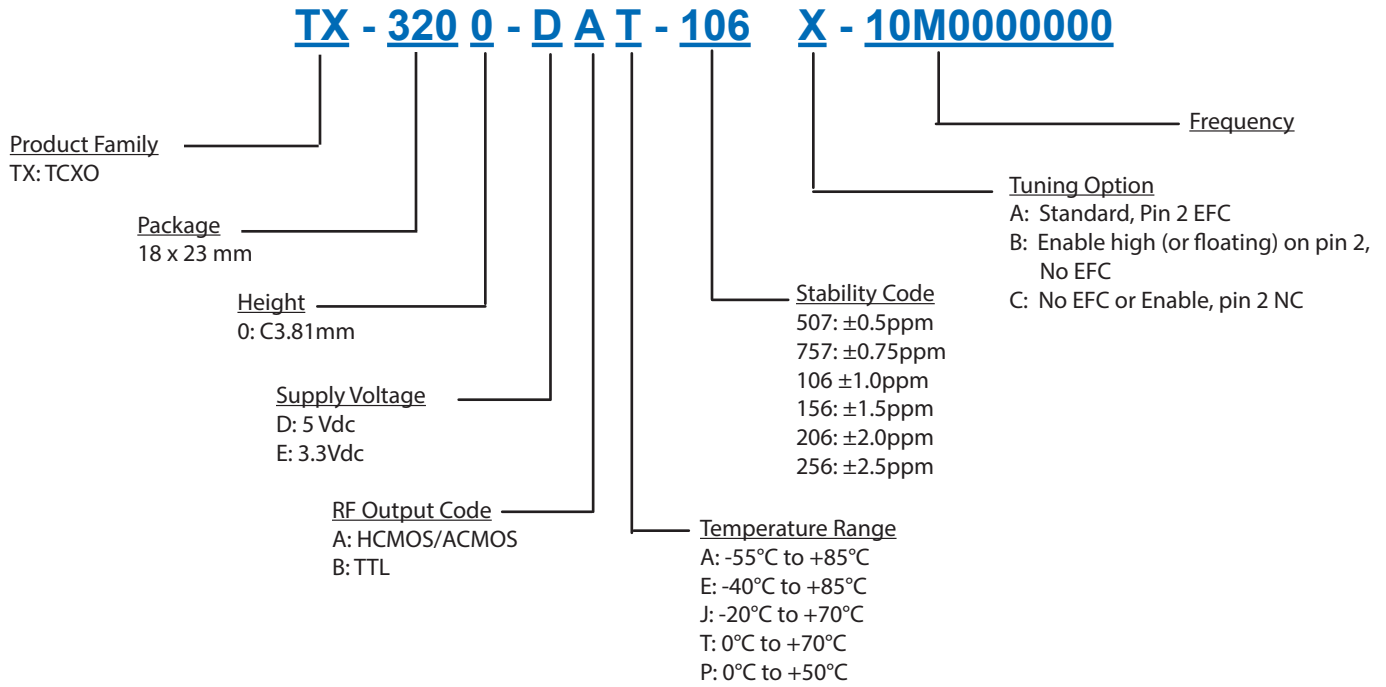 TX - 320 0 - D A T - 106 X - 10M0000000
Frequency
Product Family
TX: TCXO
Tuning Option
A: Standard, Pin 2 EFC
B: Enable high (or floating) on pin 2,
No EFC
C: No EFC or Enable, pin 2 NC
Package
18 x 23 mm
Stability Code
507: ±0.5ppm
757: ±0.75ppm
106 ±1.0ppm
156: ±1.5ppm
206: ±2.0ppm
256: ±2.5ppm
Height
0: C3.81mm
Supply Voltage
D: 5 Vdc
E: 3.3Vdc
RF Output Code
A: HCMOS/ACMOS
B: TTL
Temperature Range
A: -55°C to +85°C
E: -40°C to +85°C
J: -20°C to +70°C
T: 0°C to +70°C
P: 0°C to +50°C